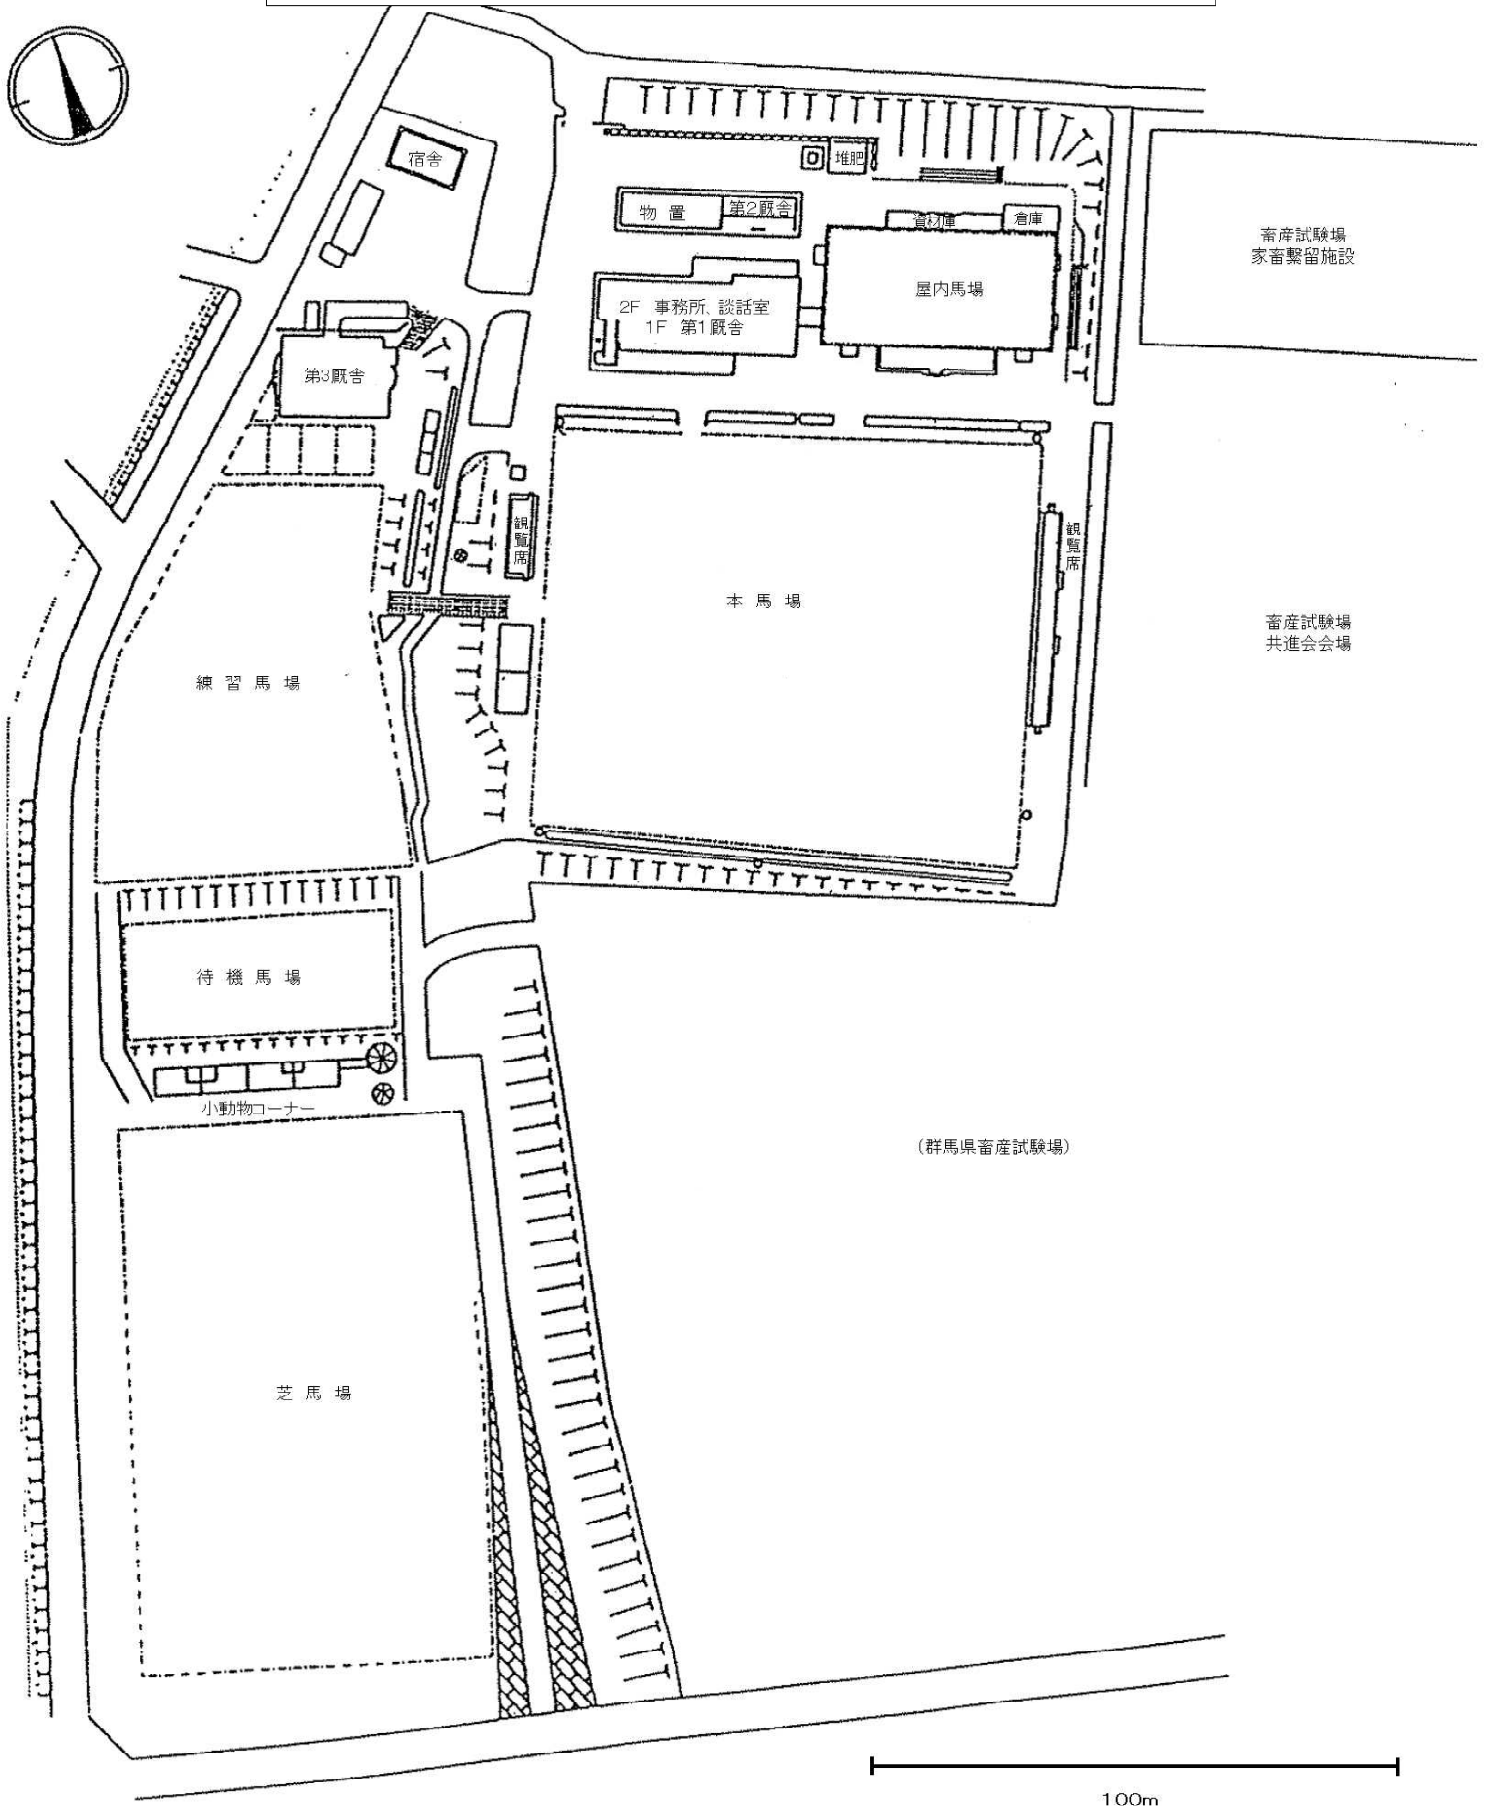 宿舎
堆肥
物置
第2厩舎
資材庫
倉庫
畜産試験場
家畜繋留施設
屋内馬場
2F 事務所、談話室
1F 第1厩舎
第3厩舎
観覧席
観覧席
本馬場
畜産試験場
共進会会場
練習馬場
待機馬場
小動物コーナー
(群馬県畜産試験場)
芝馬場
100m